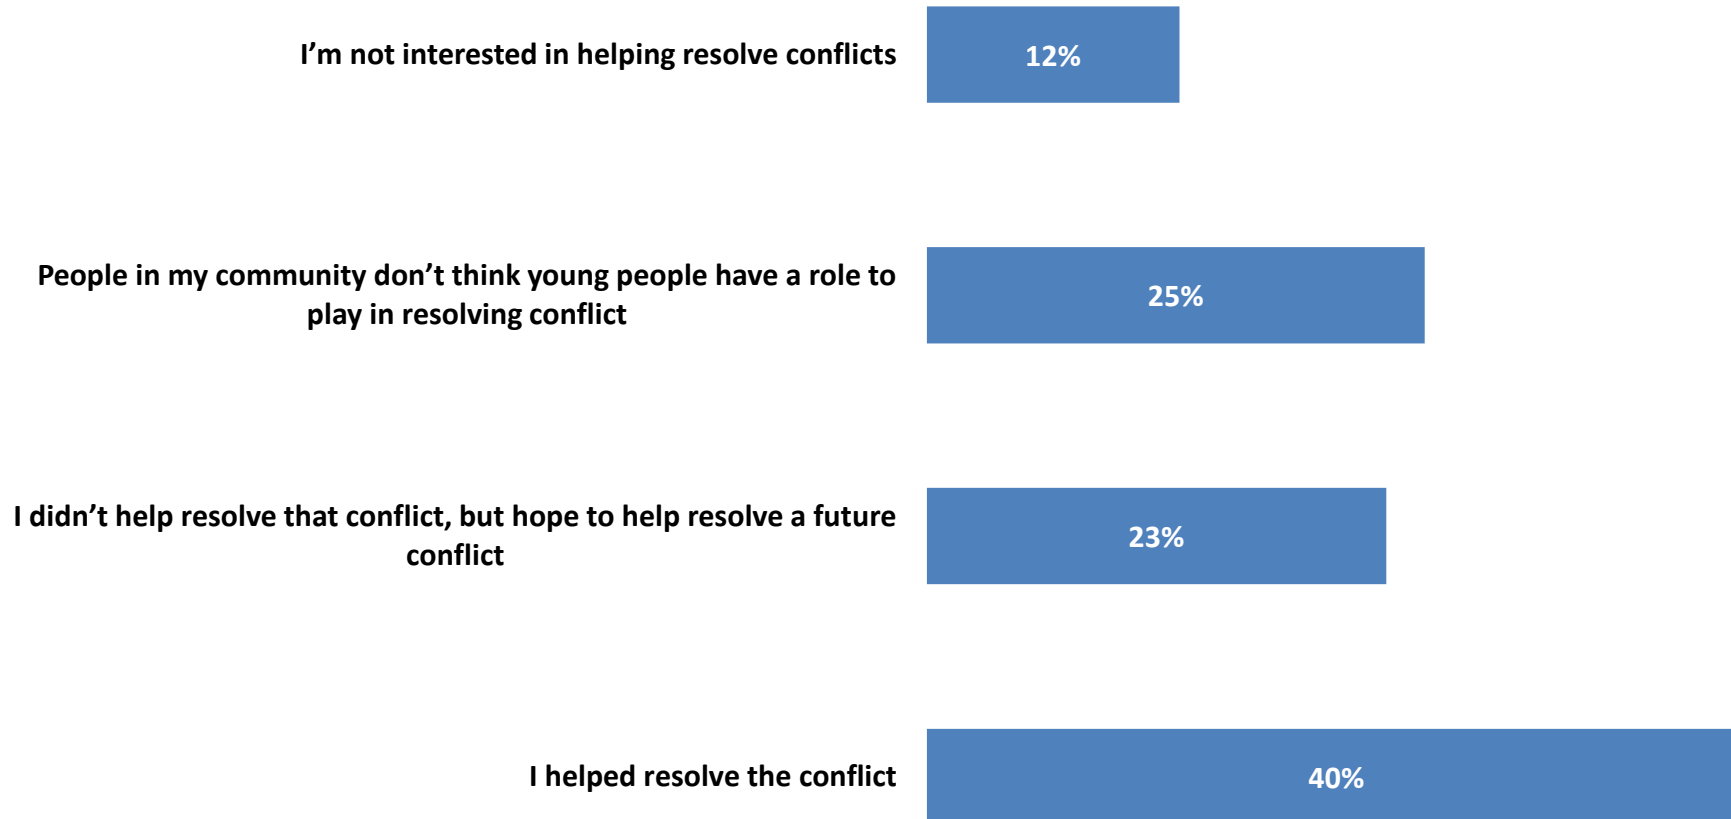 I’m not interested in helping resolve conflicts
12%
People in my community don’t think young people have a role to
play in resolving conflict
25%
I didn’t help resolve that conflict, but hope to help resolve a future
conflict
23%
I helped resolve the conflict
40%